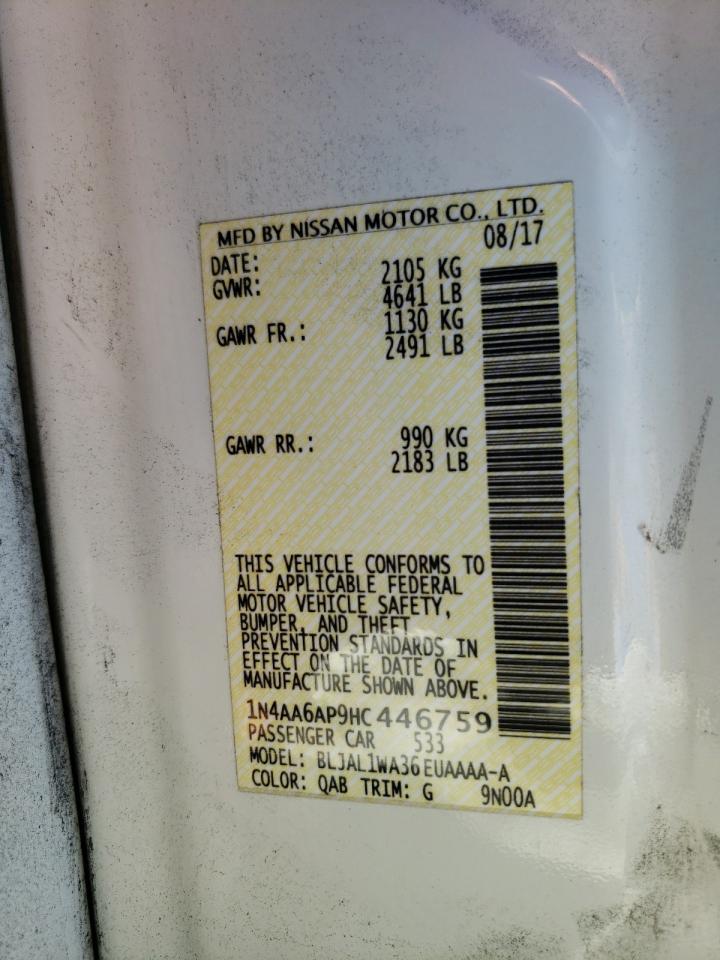 MFD BY NISSAN MOTOR CO., LTD.
DATE: 08/17
GVWR: 2105 KG
4641 LB
GAWR FR.: 1130 KG
2491 LB
GAWR RR.: 990 KG
2183 LB
THIS VEHICLE CONFORMS TO
ALL APPLICABLE FEDERAL
MOTOR VEHICLE SAFETY,
BUMPER, AND THEFT
PREVENTION STANDARDS IN
EFFECT ON THE DATE OF
MANUFACTURE SHOWN ABOVE.
1N4AA6AP9HC446759
PASSENGER CAR 533
MODEL: BLJAL1WA36EUAAAA-A
COLOR: QAB TRIM: G 9N00A